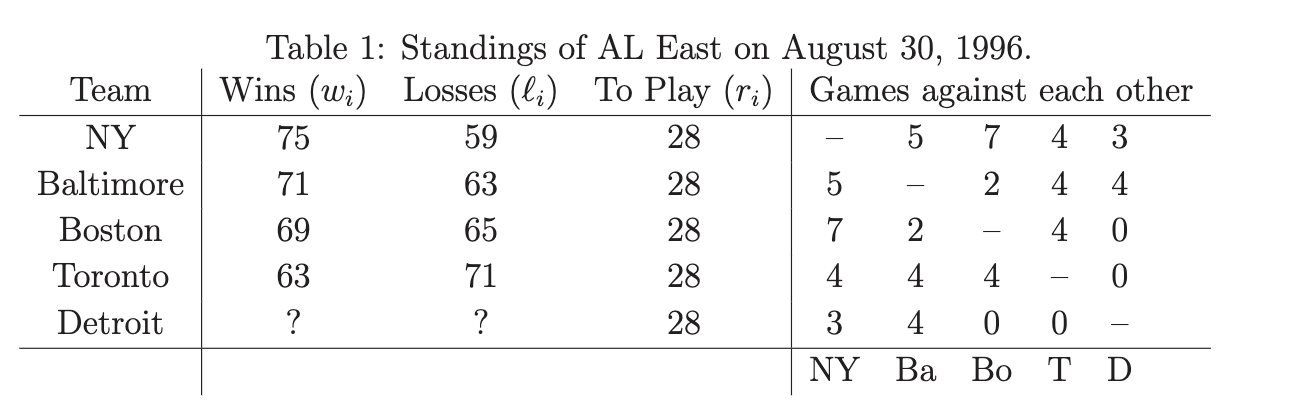 Table 1: Standings of AL East on August 30, 1996.
Team Wins (wᵢ) Losses (ℓᵢ) To Play (rᵢ) Games against each other
NY 75 59 28 – 5 7 4 3
Baltimore 71 63 28 5 – 2 4 4
Boston 69 65 28 7 2 – 4 0
Toronto 63 71 28 4 4 4 – 0
Detroit ? ? 28 3 4 0 0 –
NY Ba Bo T D